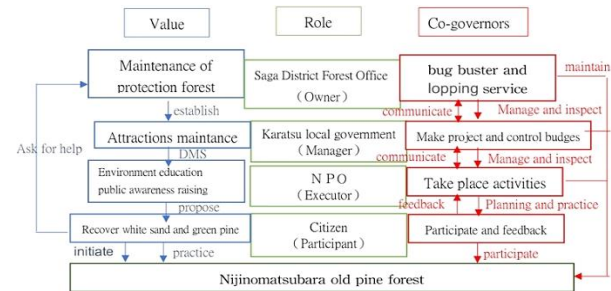 Value
Role
Co-governors
Maintenance of
protection forest
Saga District Forest Office
(Owner)
bug buster and
lopping service
maintain
establish
communicate
Manage and inspect
Ask for help
Attractions maintance
Karatsu local government
(Manager)
Make project and control budges
DMS
communicate
Manage and inspect
Environment education
public awareness raising
N P O
(Executor)
Take place activities
propose
feedback
Planning and practice
Recover white sand and green pine
Citizen
(Participant)
Participate and feedback
initiate
practice
participate
Nijinomatsubara old pine forest